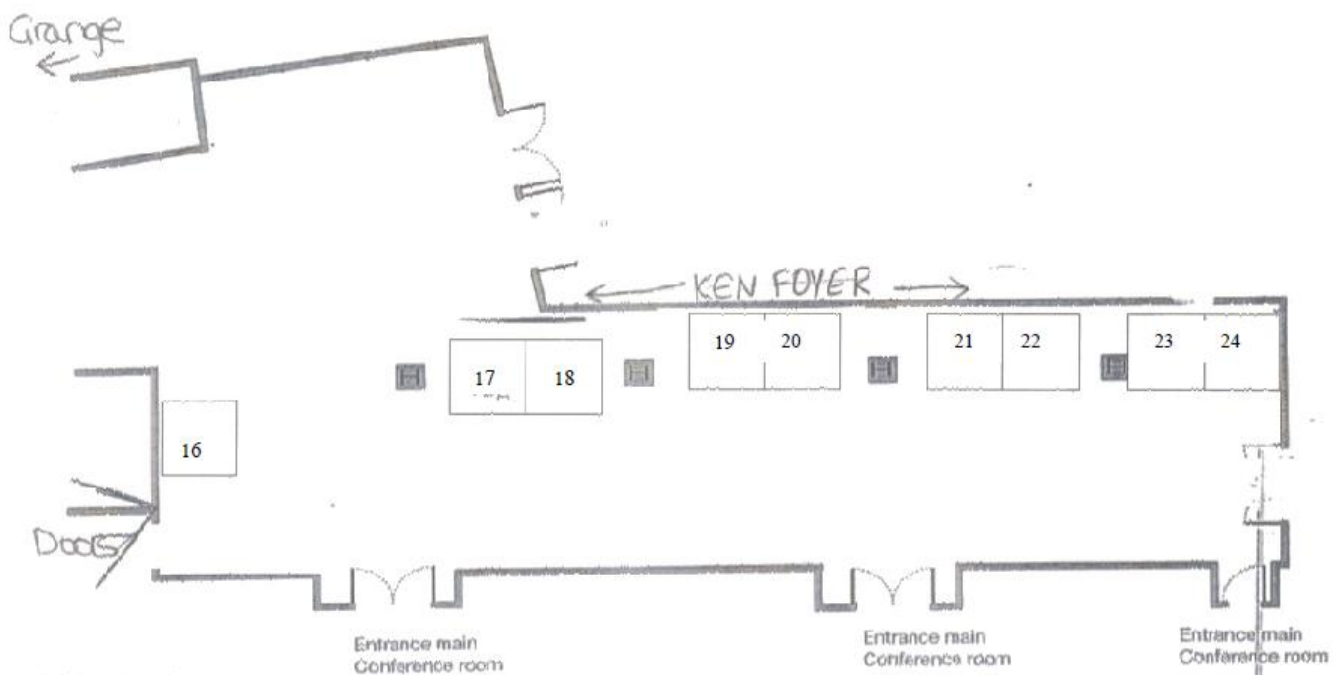 Grange
KEN FOYER
19 20
21 22
23 24
17 18
16
Doors
Entrance main
Conference room
Entrance main
Conference room
Entrance main
Conference room